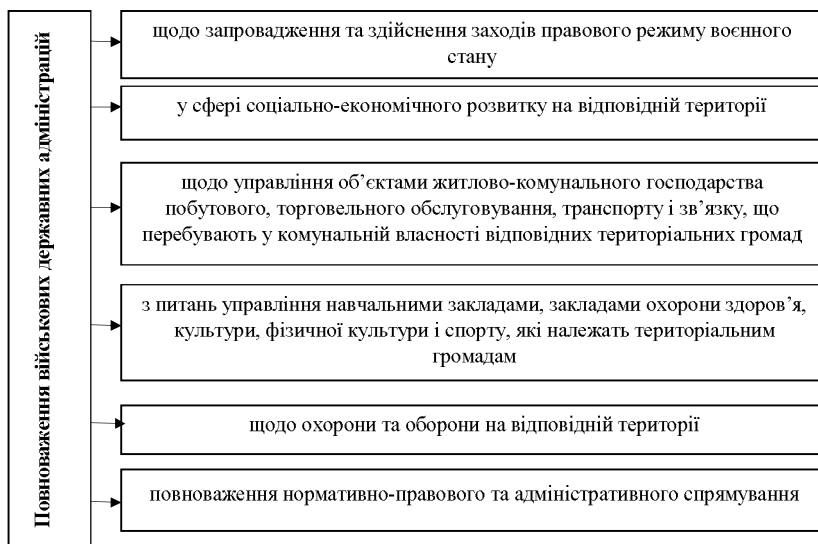 Повноваження військових державних адміністрацій
щодо запровадження та здійснення заходів правового режиму воєнного
стану
у сфері соціально-економічного розвитку на відповідній території
щодо управління об’єктами житлово-комунального господарства
побутового, торговельного обслуговування, транспорту і зв’язку, що
перебувають у комунальній власності відповідних територіальних громад
з питань управління навчальними закладами, закладами охорони здоров’я,
культури, фізичної культури і спорту, які належать територіальним
громадам
щодо охорони та оборони на відповідній території
повноваження нормативно-правового та адміністративного спрямування